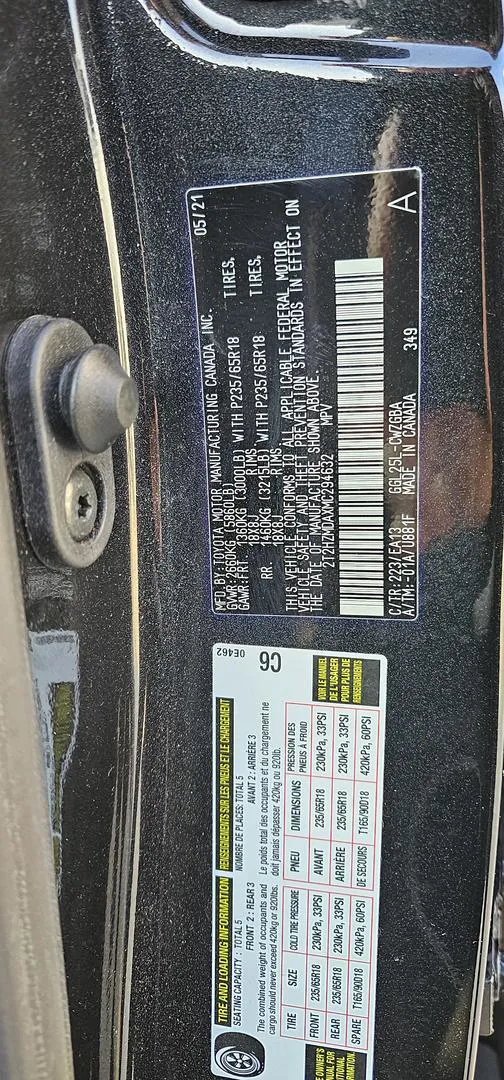 MFD.BY:TOYOTA MOTOR MANUFACTURING CANADA INC. 05/21
GVWR:2660KG (5860LB)
GAWR:FRT. 1360KG (3000LB) WITH P235/65R18 TIRES,
18X8J RIMS
RR. 1460KG (3215LB) WITH P235/65R18 TIRES,
18X8J RIMS
THIS VEHICLE CONFORMS TO ALL APPLICABLE FEDERAL MOTOR
VEHICLE SAFETY AND THEFT PREVENTION STANDARDS IN EFFECT ON
THE DATE OF MANUFACTURE SHOWN ABOVE.
2T2HZMDAXMC294632 MPV
C/TR:223/EA13 GGL25L-CWZGBA
A/TM:-01A/U881F MADE IN CANADA 349
A
0E462
C6
TIRE AND LOADING INFORMATION
SEATING CAPACITY : TOTAL 5
FRONT 2 : REAR 3
The combined weight of occupants and
cargo should never exceed 420kg or 920lbs.
TIRE SIZE COLD TIRE PRESSURE
FRONT 235/65R18 230kPa, 33PSI
REAR 235/65R18 230kPa, 33PSI
SPARE T165/90D18 420kPa, 60PSI
RENSEIGNEMENTS SUR LES PNEUS ET LE CHARGEMENT
NOMBRE DE PLACES: TOTAL 5
AVANT 2 : ARRIÈRE 3
Le poids total des occupants et du chargement ne
doit jamais dépasser 420kg ou 920lb.
PNEU DIMENSIONS PRESSION DES
PNEUS À FROID
AVANT 235/65R18 230kPa, 33PSI
ARRIÈRE 235/65R18 230kPa, 33PSI
DE SECOURS T165/90D18 420kPa, 60PSI
VOIR LE MANUEL
DE L'USAGER
POUR PLUS DE
RENSEIGNEMENTS
OWNER'S
FOR